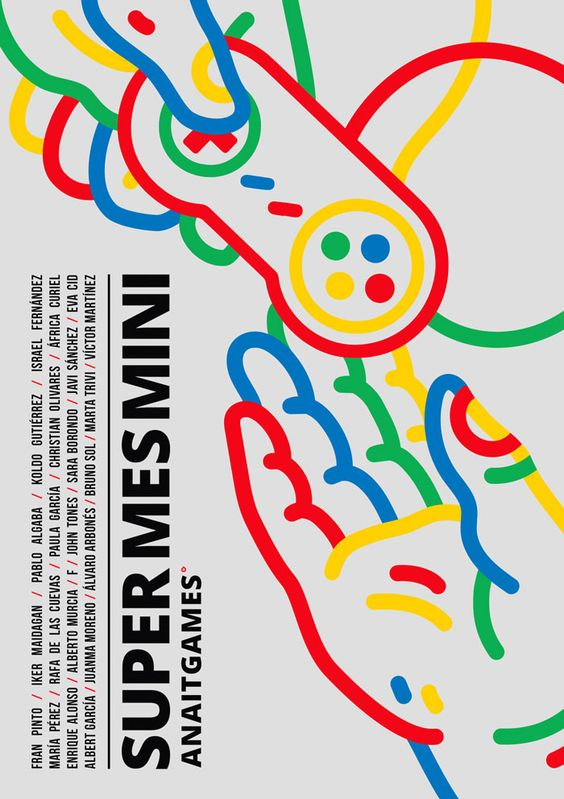 FRAN PINTO / IKER MAIDAGAN / PABLO ALGABA / KOLDO GUTIÉRREZ / ISRAEL FERNÁNDEZ
MARÍA PÉREZ / RAFA DE LAS CUEVAS / PAULA GARCÍA / CHRISTIAN OLIVARES / ÁFRICA CURIEL
ENRIQUE ALONSO / ALBERTO MURCIA / F / JOHN TONES / SARA BORONDO / JAVI SÁNCHEZ / EVA CID
ALBERT GARCÍA / JUANMA MORENO / ÁLVARO ARBONÉS / BRUNO SOL / MARTA TRIVI / VÍCTOR MARTÍNEZ
SUPER MES MINI
ANAITGAMES°